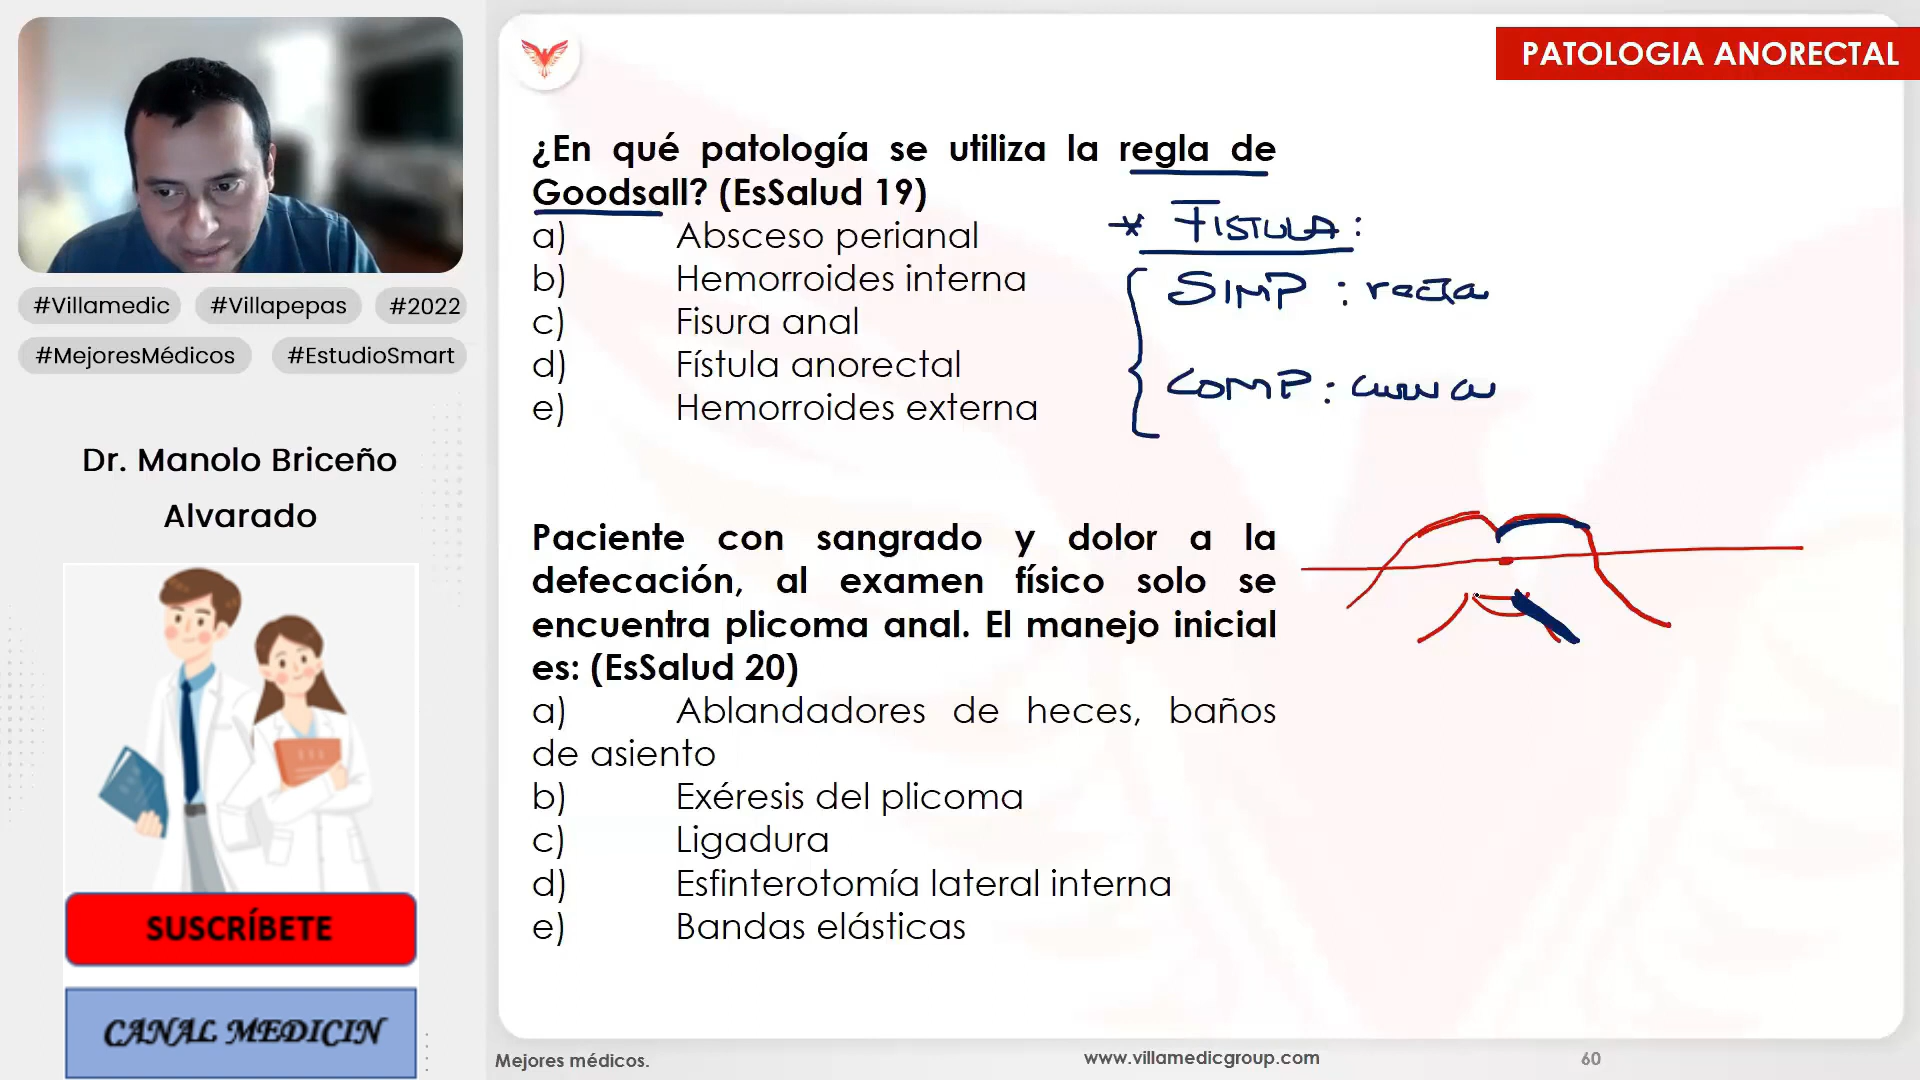 PATOLOGIA ANORECTAL
¿En qué patología se utiliza la regla de
Goodsall? (EsSalud 19)
a) Absceso perianal
b) Hemorroides interna
c) Fisura anal
d) Fístula anorectal
e) Hemorroides externa
* FISTULA:
SIMP : recta
COMP :
Paciente con sangrado y dolor a la
defecación, al examen físico solo se
encuentra plicoma anal. El manejo inicial
es: (EsSalud 20)
a) Ablandadores de heces, baños
de asiento
b) Exéresis del plicoma
c) Ligadura
d) Esfinterotomía lateral interna
e) Bandas elásticas
#Villamedic #Villapepas #2022
#MejoresMédicos #EstudioSmart
Dr. Manolo Briceño
Alvarado
SUSCRÍBETE
CANAL MEDICIN
Mejores médicos.
www.villamedicgroup.com
60